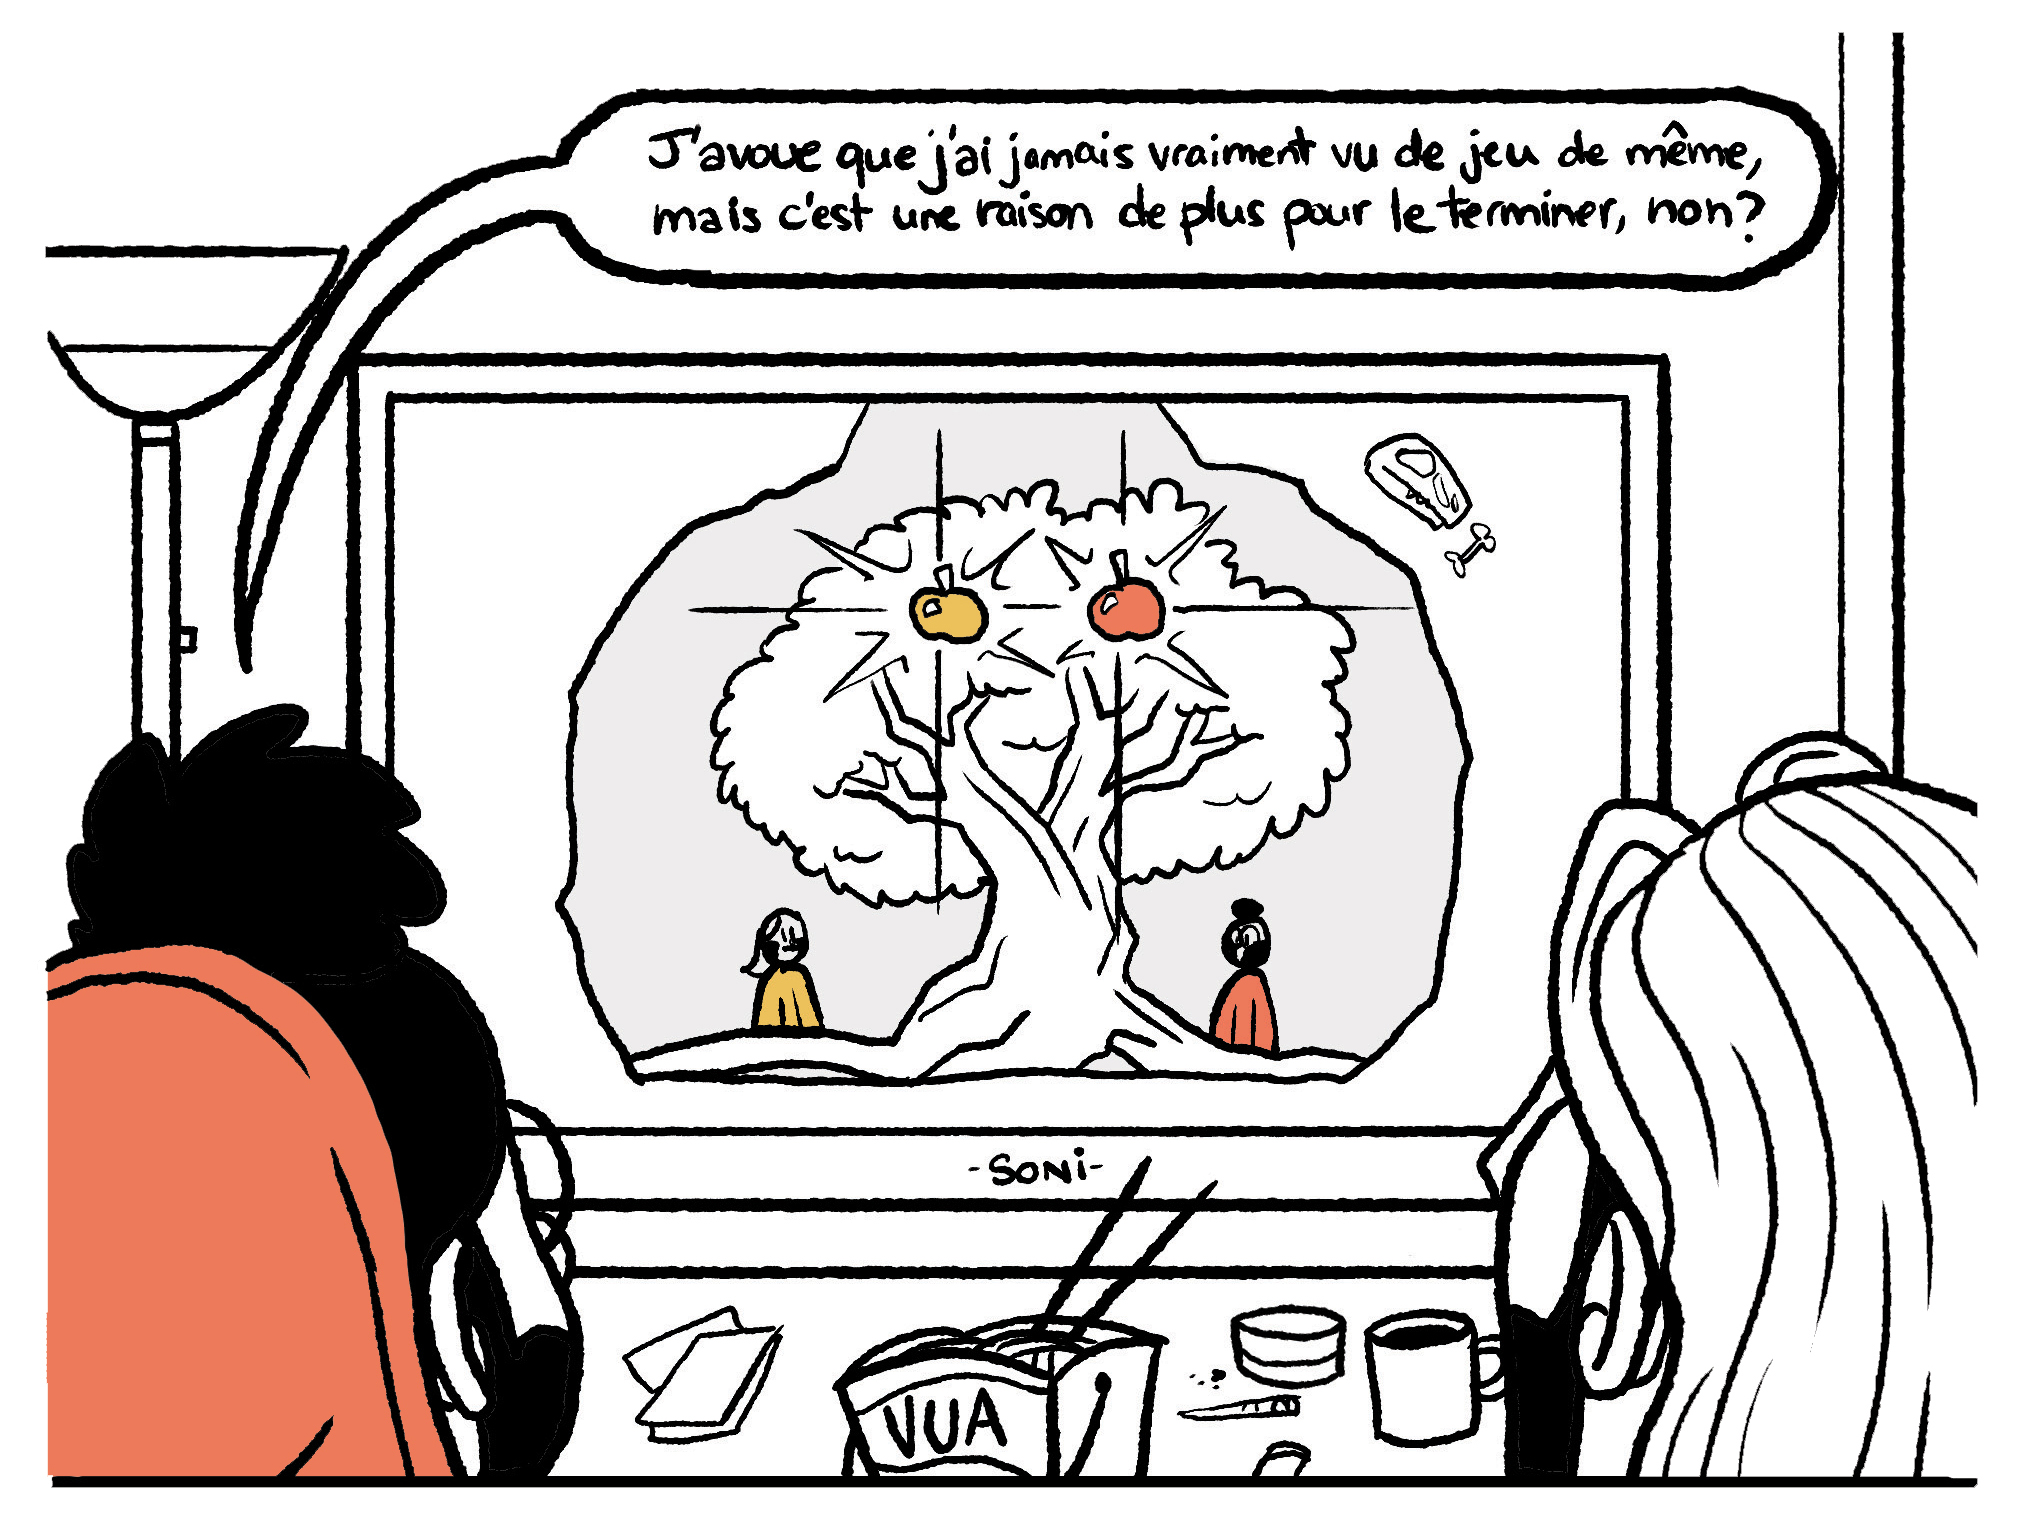 J'avoue que j'ai jamais vraiment vu de jeu de même,
mais c'est une raison de plus pour le terminer, non?
-SONi-
VUA